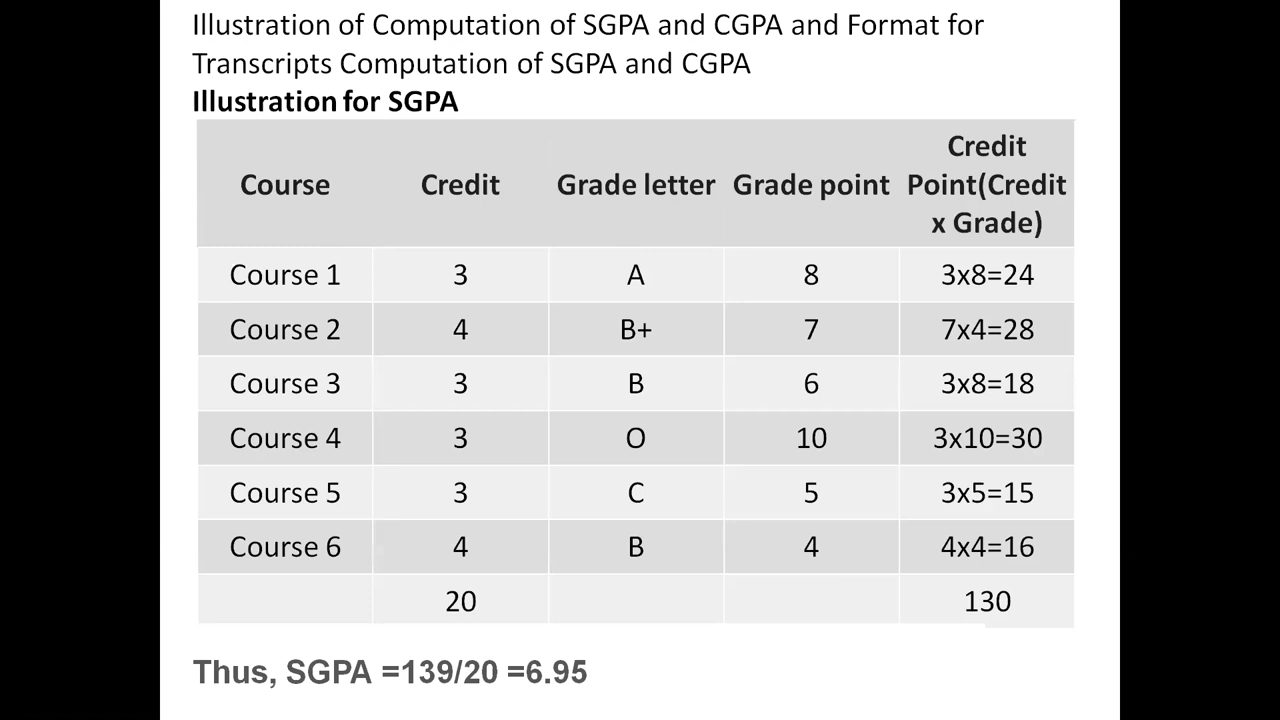 Illustration of Computation of SGPA and CGPA and Format for
Transcripts Computation of SGPA and CGPA
Illustration for SGPA
Course Credit Grade letter Grade point Credit Point(Credit x Grade)
Course 1 3 A 8 3x8=24
Course 2 4 B+ 7 7x4=28
Course 3 3 B 6 3x8=18
Course 4 3 O 10 3x10=30
Course 5 3 C 5 3x5=15
Course 6 4 B 4 4x4=16
20 130
Thus, SGPA =139/20 =6.95